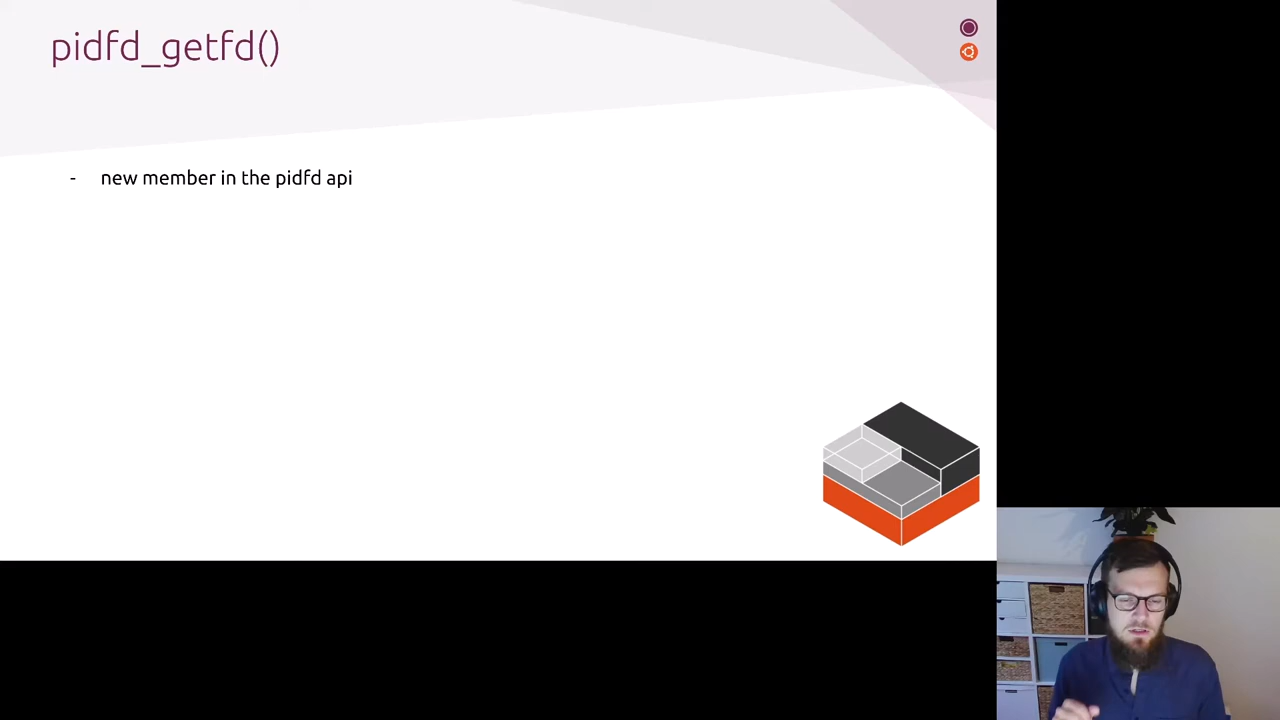 pidfd_getfd()
- new member in the pidfd api